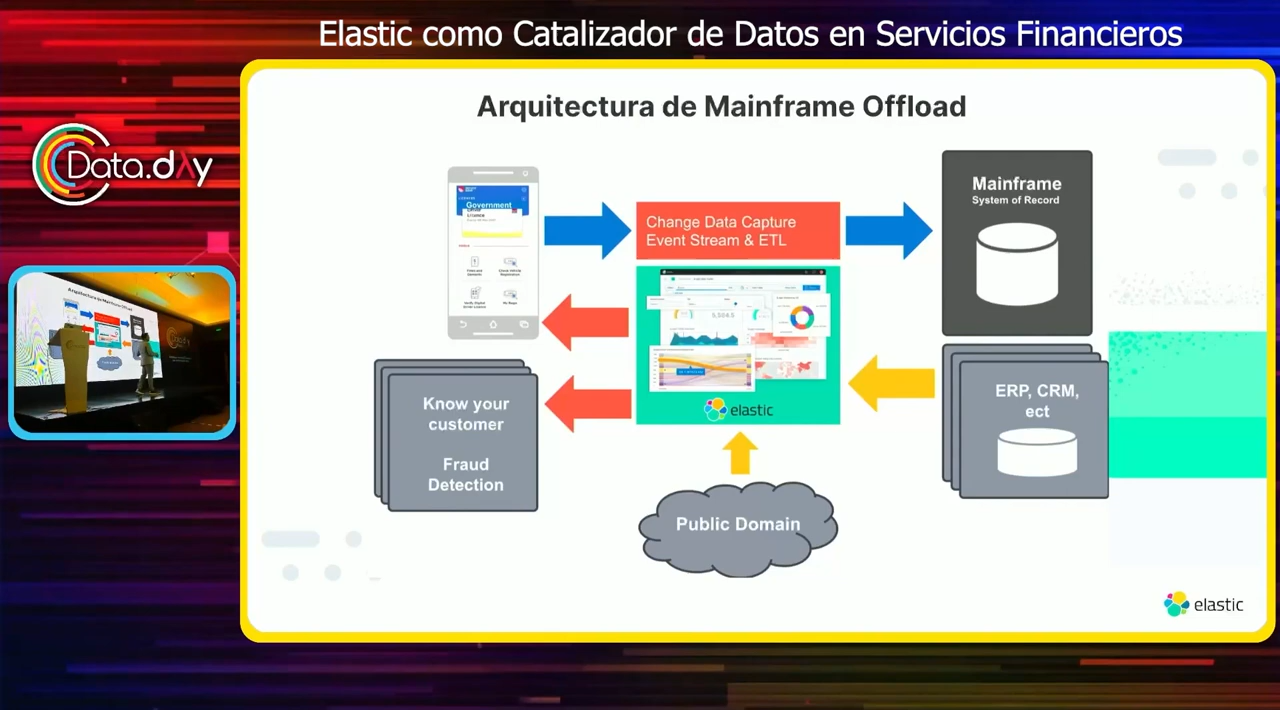 Elastic como Catalizador de Datos en Servicios Financieros
Data.dAy
Arquitectura de Mainframe Offload
Government
Change Data Capture
Event Stream & ETL
Mainframe
System of Record
elastic
Know your
customer
Fraud
Detection
ERP, CRM,
ect
Public Domain
elastic